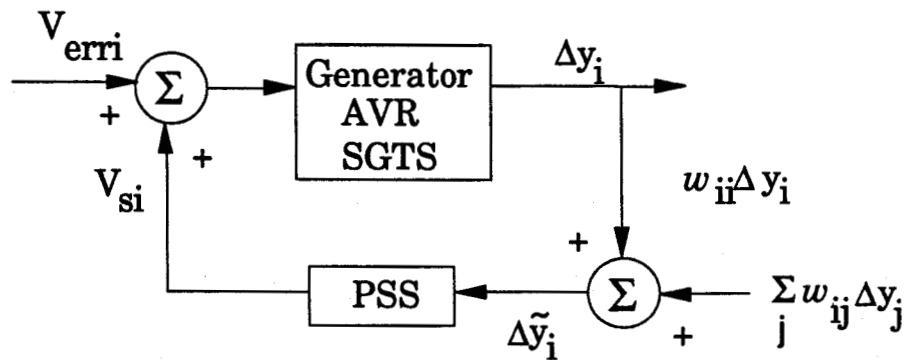 V_erri
Σ
+
+
Generator
AVR
SGTS
Δy_i
V_si
w_ii Δy_i
+
PSS
Δỹ_i
Σ
+
Σ_j w_ij Δy_j